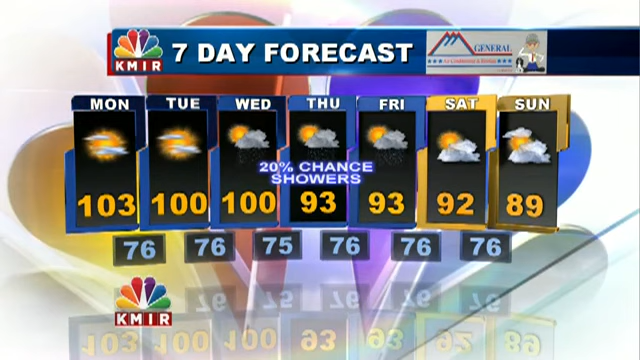 KMIR
7 DAY FORECAST
GENERAL
MON TUE WED THU FRI SAT SUN
20% CHANCE
SHOWERS
103 100 100 93 93 92 89
76 76 75 76 76 76
KMIR